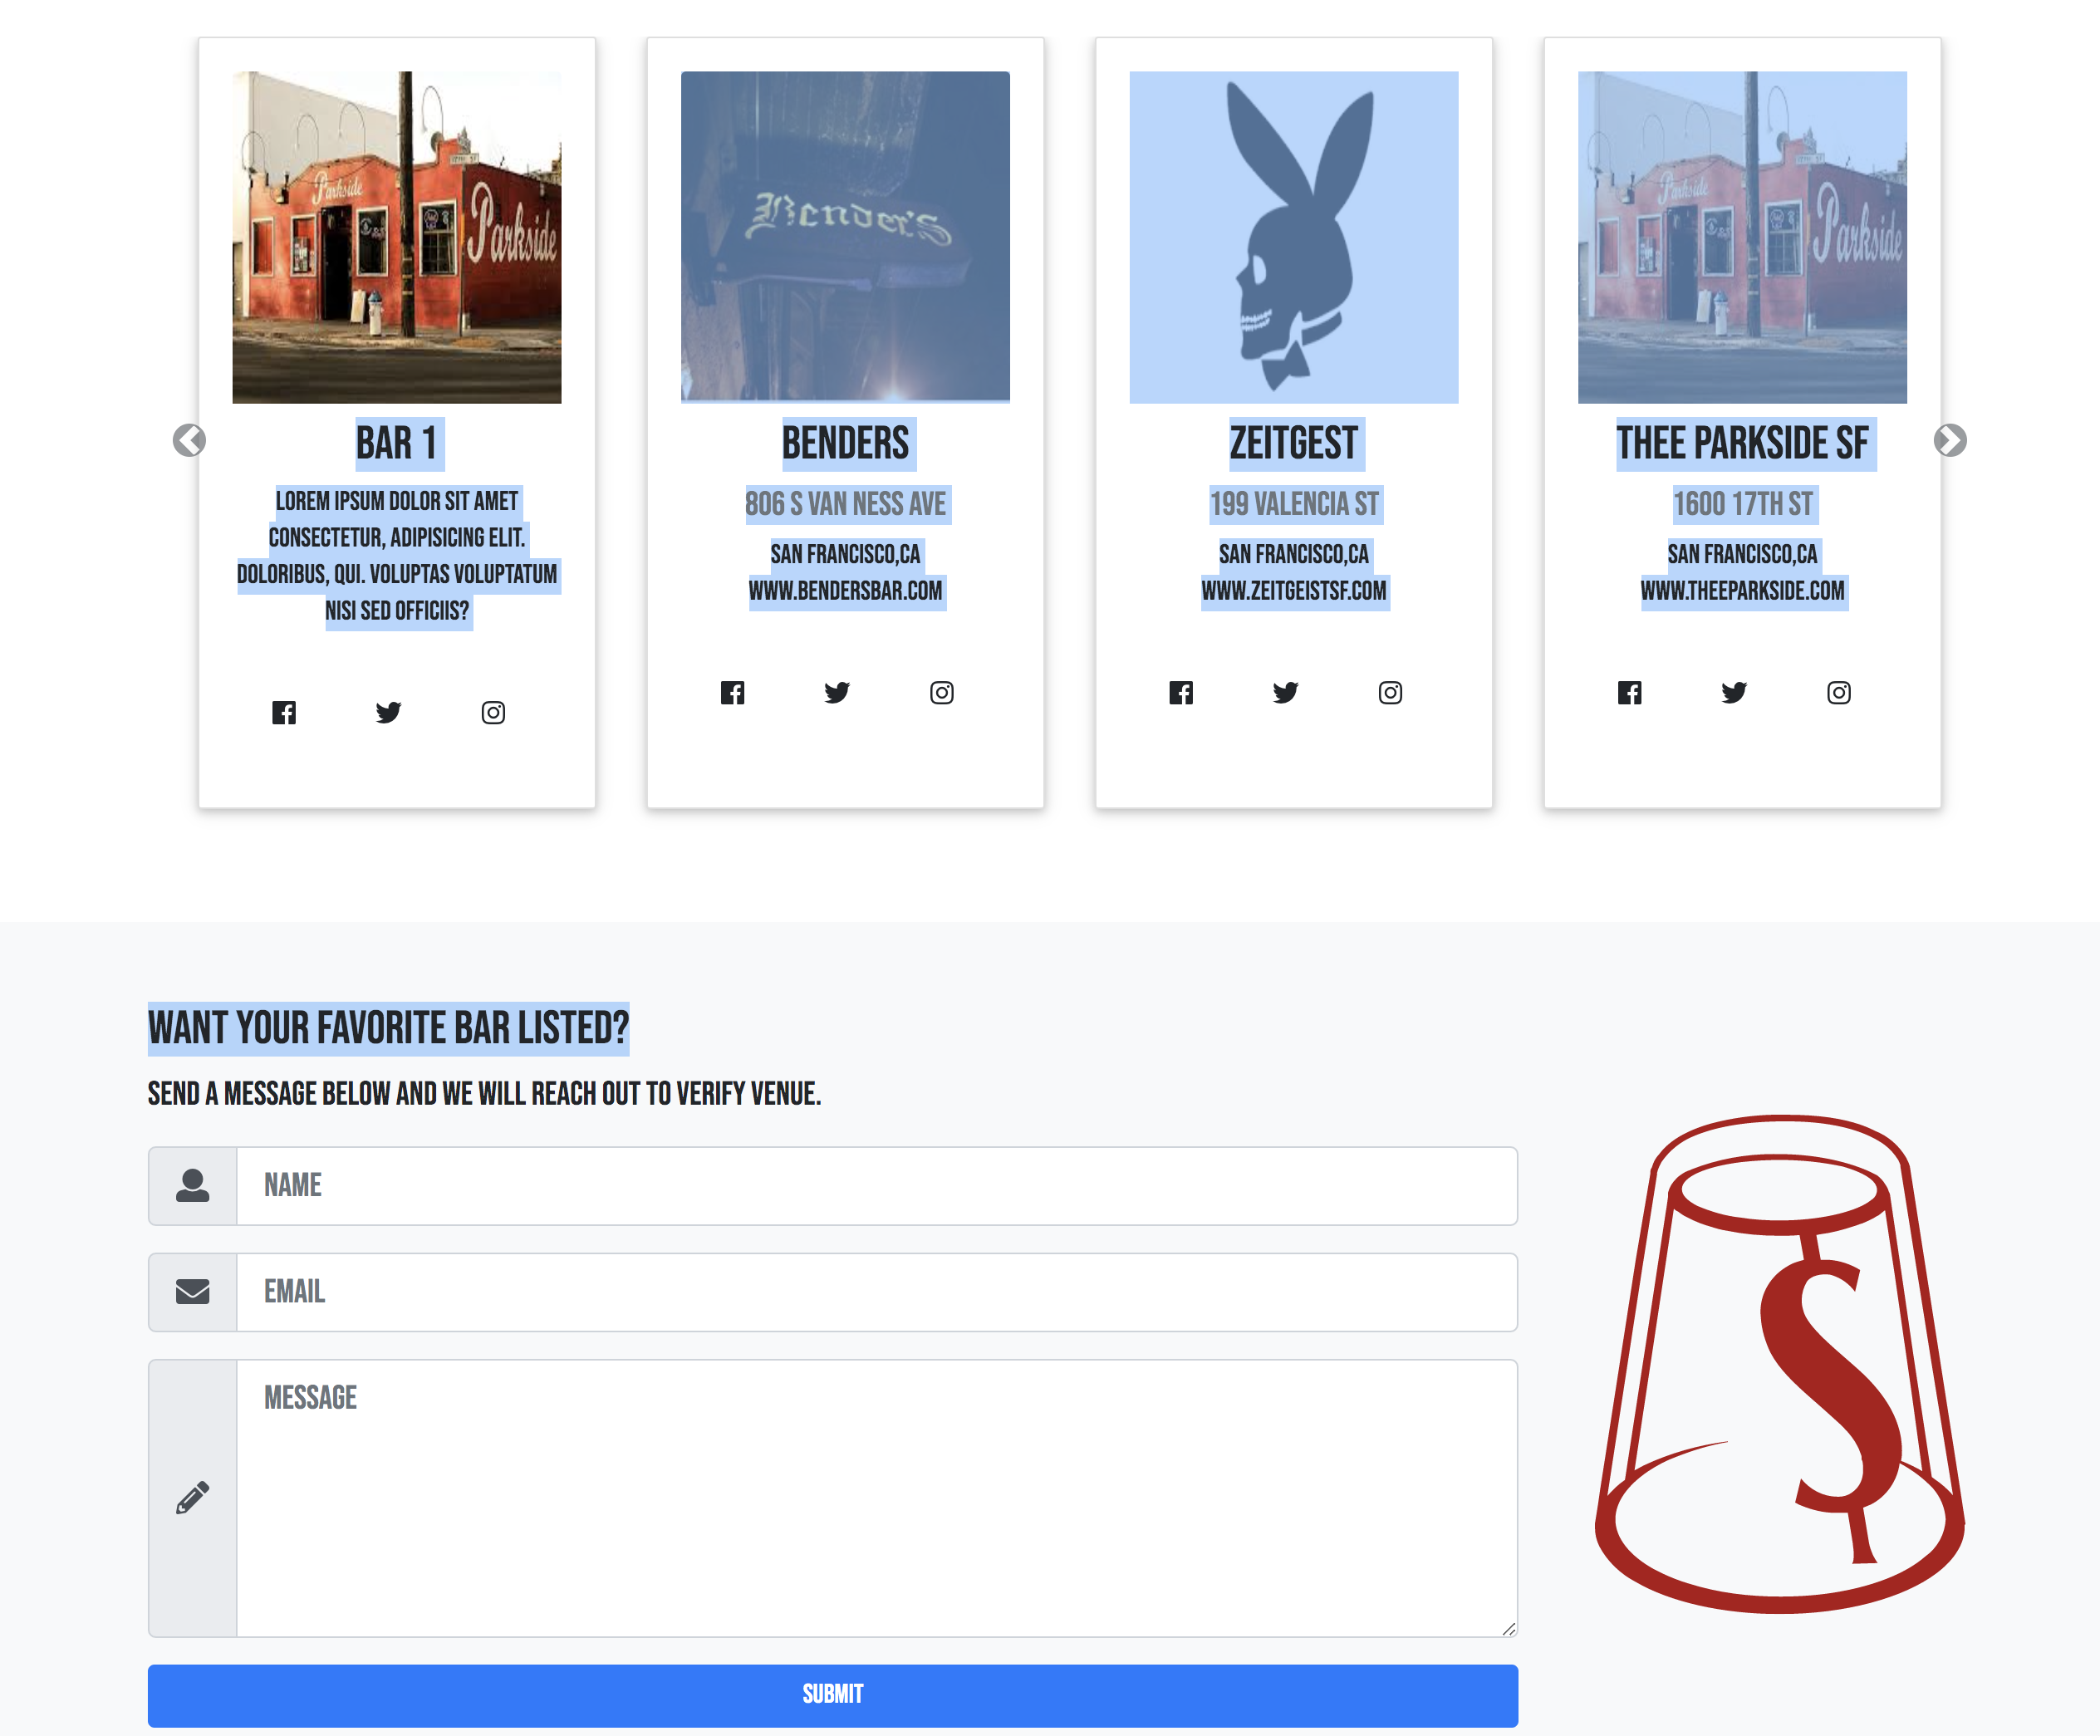 Parkside
Parkside
Bender's
Parkside
Parkside
BAR 1
LOREM IPSUM DOLOR SIT AMET
CONSECTETUR, ADIPISICING ELIT.
DOLORIBUS, QUI. VOLUPTAS VOLUPTATUM
NISI SED OFFICIIS?
BENDERS
806 S VAN NESS AVE
SAN FRANCISCO,CA
WWW.BENDERSBAR.COM
ZEITGEST
199 VALENCIA ST
SAN FRANCISCO,CA
WWW.ZEITGEISTSF.COM
THEE PARKSIDE SF
1600 17TH ST
SAN FRANCISCO,CA
WWW.THEEPARKSIDE.COM
WANT YOUR FAVORITE BAR LISTED?
SEND A MESSAGE BELOW AND WE WILL REACH OUT TO VERIFY VENUE.
NAME
EMAIL
MESSAGE
SUBMIT
S